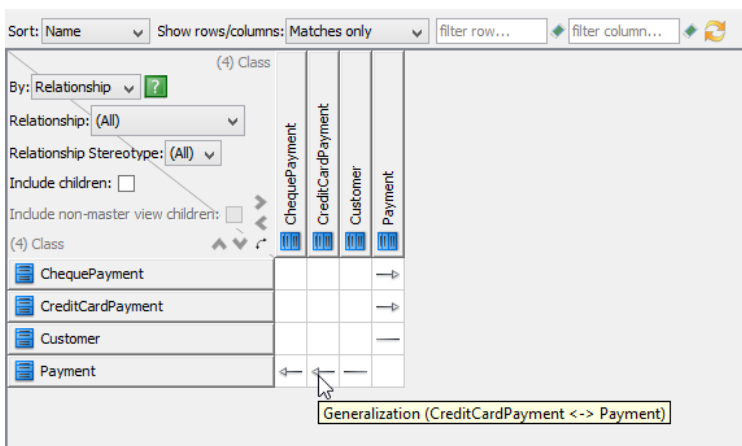 Sort: Name Show rows/columns: Matches only filter row... filter column...
(4) Class
By: Relationship ?
Relationship: (All)
Relationship Stereotype: (All)
Include children:
Include non-master view children:
(4) Class
ChequePayment
CreditCardPayment
Customer
Payment
ChequePayment
CreditCardPayment
Customer
Payment
Generalization (CreditCardPayment <-> Payment)